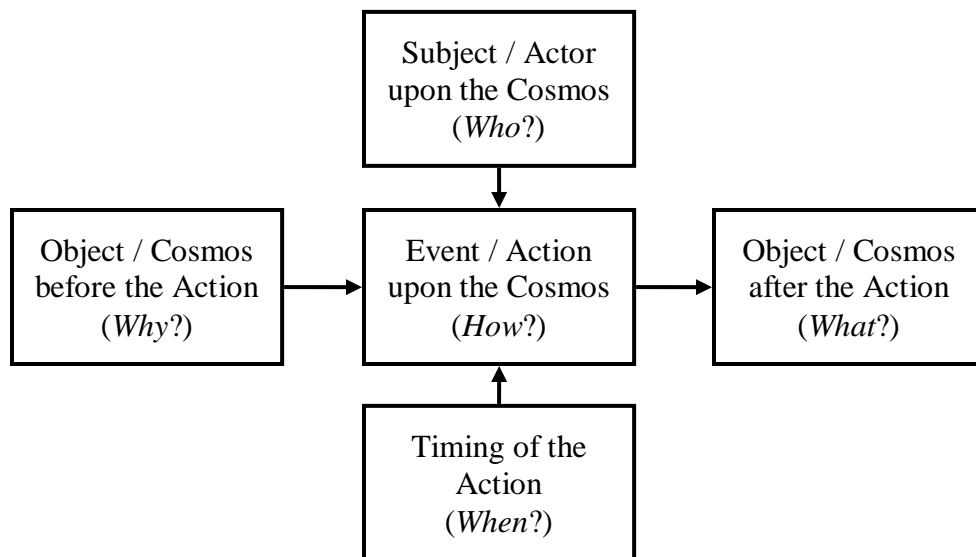 Subject / Actor
upon the Cosmos
(Who?)
Object / Cosmos
before the Action
(Why?)
Event / Action
upon the Cosmos
(How?)
Object / Cosmos
after the Action
(What?)
Timing of the
Action
(When?)